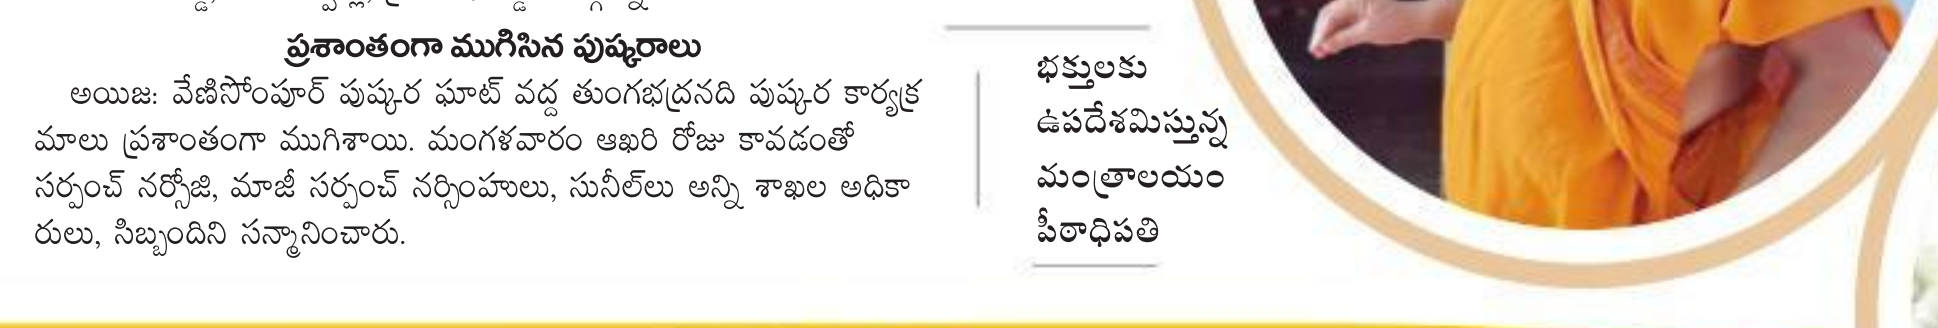 ప్రశాంతంగా ముగిసిన పుష్కరాలు
అయిజ: వేణిసోంపూర్ పుష్కర ఘాట్ వద్ద తుంగభద్రనది పుష్కర కార్యక్ర
మాలు ప్రశాంతంగా ముగిశాయి. మంగళవారం ఆఖరి రోజు కావడంతో
సర్పంచ్ నర్సోజి, మాజీ సర్పంచ్ నర్సింహులు, సునీల్‌లు అన్ని శాఖల అధికా
రులు, సిబ్బందిని సన్మానించారు.
భక్తులకు
ఉపదేశమిస్తున్న
మంత్రాలయం
పీఠాధిపతి